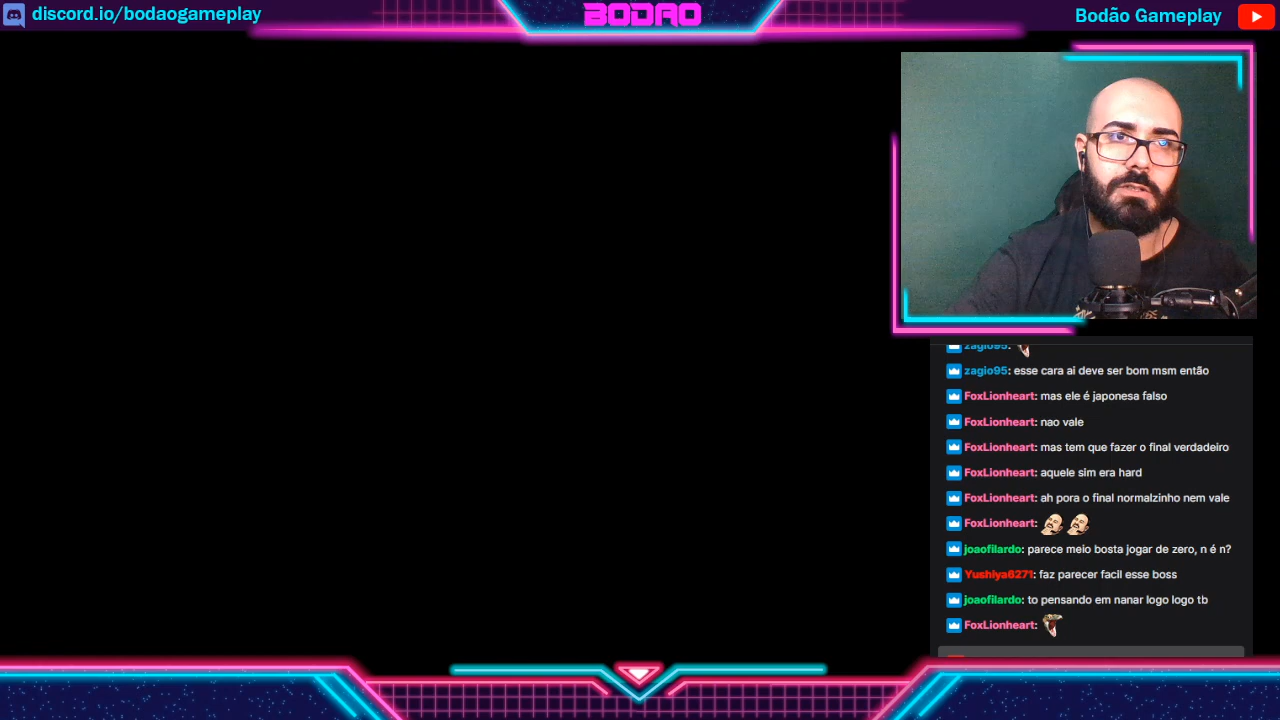 discord.io/bodaogameplay
BODAO
Bodão Gameplay
zagio95:
zagio95: esse cara ai deve ser bom msm então
FoxLionheart: mas ele é japonesa falso
FoxLionheart: nao vale
FoxLionheart: mas tem que fazer o final verdadeiro
FoxLionheart: aquele sim era hard
FoxLionheart: ah pora o final normalzinho nem vale
FoxLionheart:
joaofilardo: parece meio bosta jogar de zero, n é n?
Yushiya6271: faz parecer facil esse boss
joaofilardo: to pensando em nanar logo logo tb
FoxLionheart: